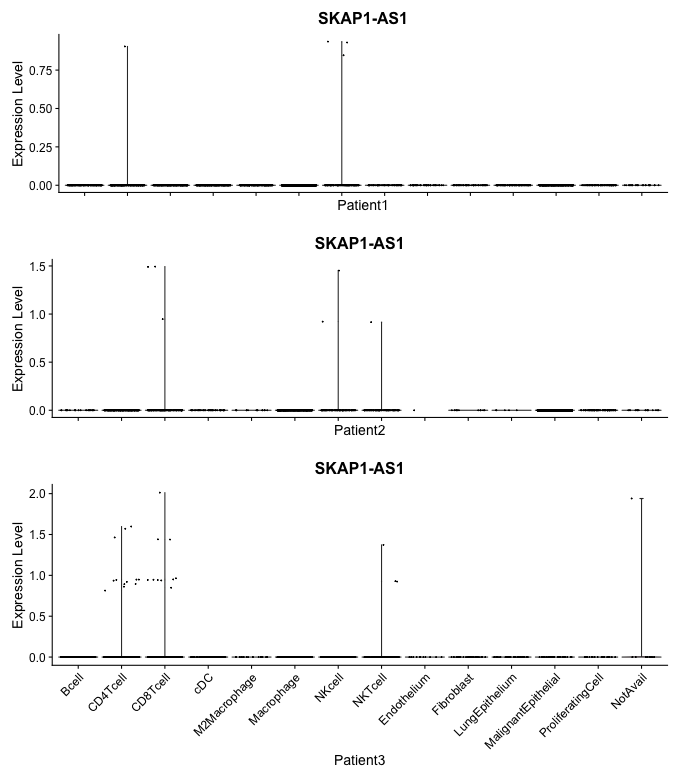 SKAP1-AS1
Expression Level
0.75
0.50
0.25
0.00
Patient1
SKAP1-AS1
Expression Level
1.5
1.0
0.5
0.0
Patient2
SKAP1-AS1
Expression Level
2.0
1.5
1.0
0.5
0.0
Bcell
CD4Tcell
CD8Tcell
cDC
M2Macrophage
Macrophage
NKcell
NKTcell
Endothelium
Fibroblast
LungEpithelium
MalignantEpithelial
ProliferatingCell
NotAvail
Patient3